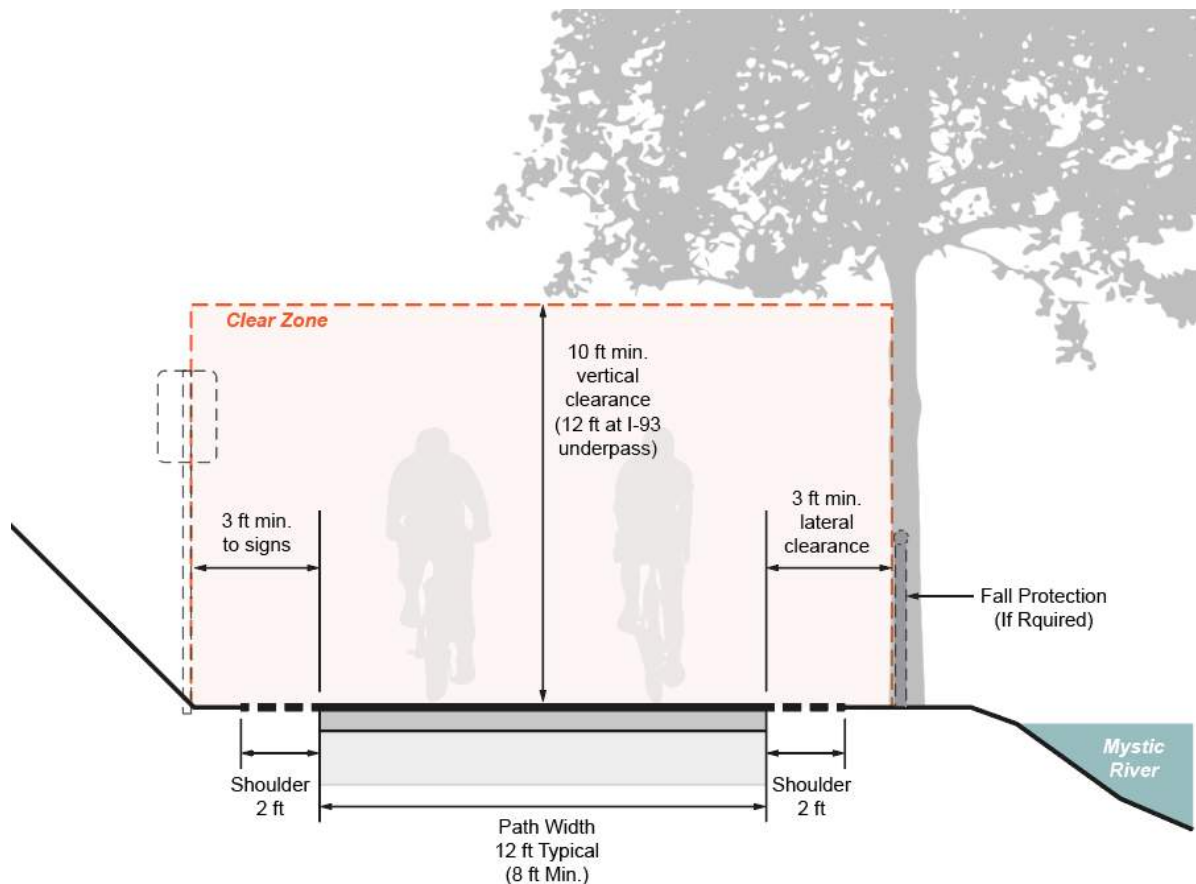 Clear Zone
10 ft min.
vertical
clearance
(12 ft at I-93
underpass)
3 ft min.
to signs
3 ft min.
lateral
clearance
Fall Protection
(If Rquired)
Mystic
River
Shoulder
2 ft
Shoulder
2 ft
Path Width
12 ft Typical
(8 ft Min.)